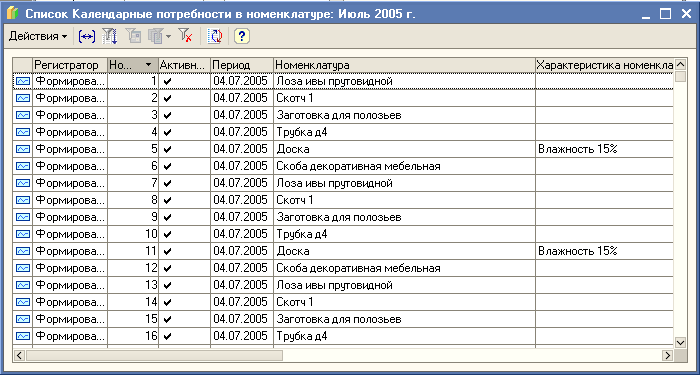 Список Календарные потребности в номенклатуре: Июль 2005 г.
Действия
Регистратор Но... Активн... Период Номенклатура Характеристика номенкла
Формирова... 1 04.07.2005 Лоза ивы прутовидной
Формирова... 2 04.07.2005 Скотч 1
Формирова... 3 04.07.2005 Заготовка для полозьев
Формирова... 4 04.07.2005 Трубка д4
Формирова... 5 04.07.2005 Доска Влажность 15%
Формирова... 6 04.07.2005 Скоба декоративная мебельная
Формирова... 7 04.07.2005 Лоза ивы прутовидной
Формирова... 8 04.07.2005 Скотч 1
Формирова... 9 04.07.2005 Заготовка для полозьев
Формирова... 10 04.07.2005 Трубка д4
Формирова... 11 04.07.2005 Доска Влажность 15%
Формирова... 12 04.07.2005 Скоба декоративная мебельная
Формирова... 13 04.07.2005 Лоза ивы прутовидной
Формирова... 14 04.07.2005 Скотч 1
Формирова... 15 04.07.2005 Заготовка для полозьев
Формирова... 16 04.07.2005 Трубка д4